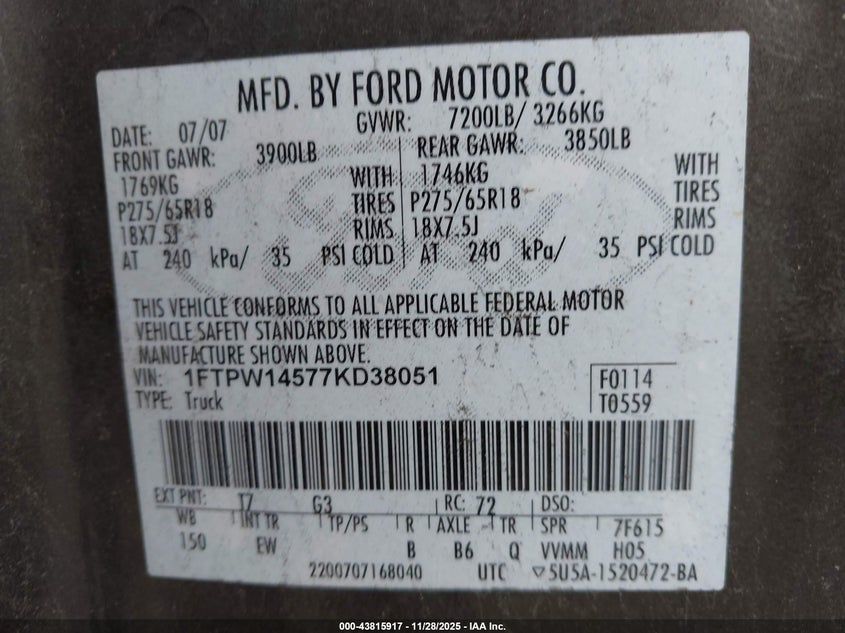 MFD. BY FORD MOTOR CO.
DATE: 07/07 GVWR: 7200LB/ 3266KG
FRONT GAWR: 3900LB REAR GAWR: 3850LB
1769KG WITH 1746KG WITH
P275/65R18 TIRES P275/65R18 TIRES
18X7.5J RIMS 18X7.5J RIMS
AT 240 kPa/ 35 PSI COLD AT 240 kPa/ 35 PSI COLD
THIS VEHICLE CONFORMS TO ALL APPLICABLE FEDERAL MOTOR
VEHICLE SAFETY STANDARDS IN EFFECT ON THE DATE OF
MANUFACTURE SHOWN ABOVE.
VIN: 1FTPW14577KD38051 F0114
TYPE: Truck T0559
EXT PNT: T7 G3 RC: 72 DSO:
WB INT TR TP/PS R AXLE TR SPR 7F615
150 EW B B6 Q VVMM H05
2200707168040 UTC ▽5U5A-1520472-BA
000-43815917 - 11/28/2025 - IAA Inc.